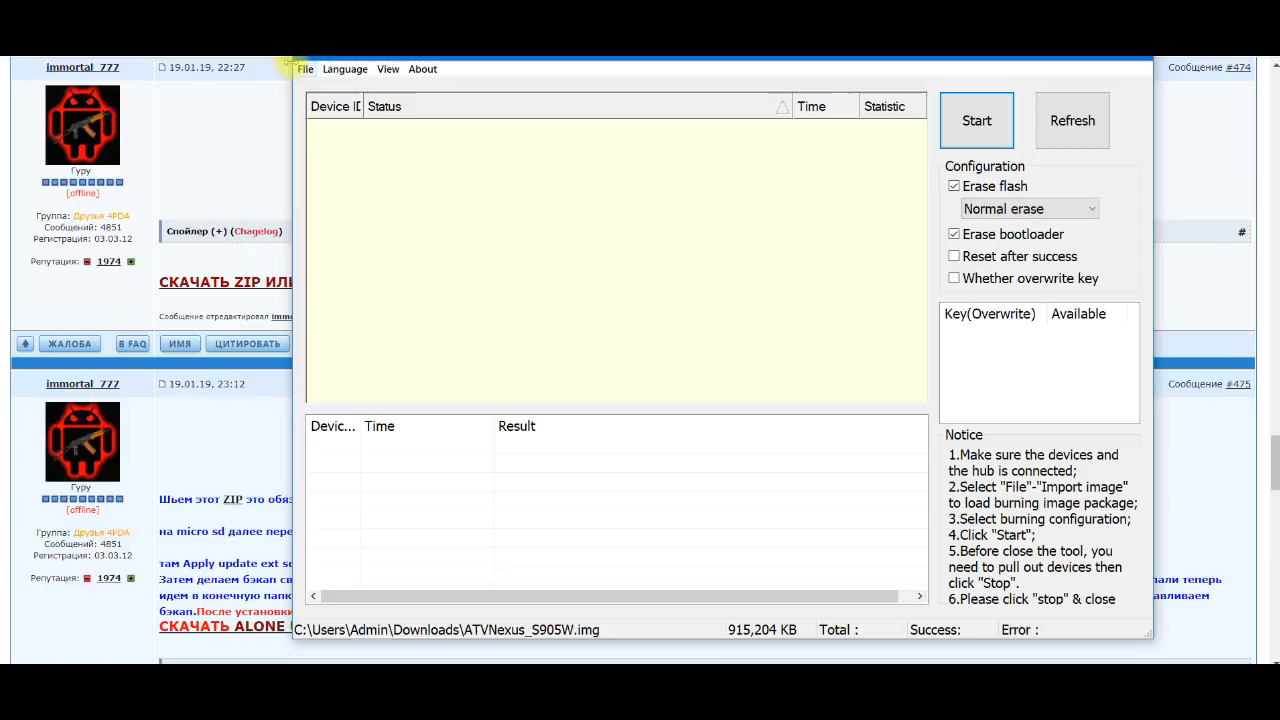 immortal_777
19.01.19, 22:27
Сообщение #474
Гуру
[offline]
Группа: Друзья 4PDA
Сообщений: 4851
Регистрация: 03.03.12
Репутация: 1974
Спойлер (+) (Chagelog)
#
СКАЧАТЬ ZIP ИЛИ
Сообщение отредактировал
ЖАЛОБА
В FAQ
ИМЯ
ЦИТИРОВАТЬ
immortal_777
19.01.19, 23:12
Сообщение #475
Гуру
[offline]
Группа: Друзья 4PDA
Сообщений: 4851
Регистрация: 03.03.12
Репутация: 1974
Шьем этот ZIP это
на micro sd далее
там Apply update ext
Затем делаем бэкап
идем в конечную
бэкап.После установки
теперь
СКАЧАТЬ ALONE
File Language View About
Device ID Status Time Statistic
Start
Refresh
Configuration
Erase flash
Normal erase
Erase bootloader
Reset after success
Whether overwrite key
Key(Overwrite) Available
Devic... Time Result
Notice
1.Make sure the devices and
the hub is connected;
2.Select "File"-"Import image"
to load burning image package;
3.Select burning configuration;
4.Click "Start";
5.Before close the tool, you
need to pull out devices then
click "Stop".
6.Please click "stop" & close
C:\Users\Admin\Downloads\ATVNexus_S905W.img 915,204 KB Total : Success: Error :